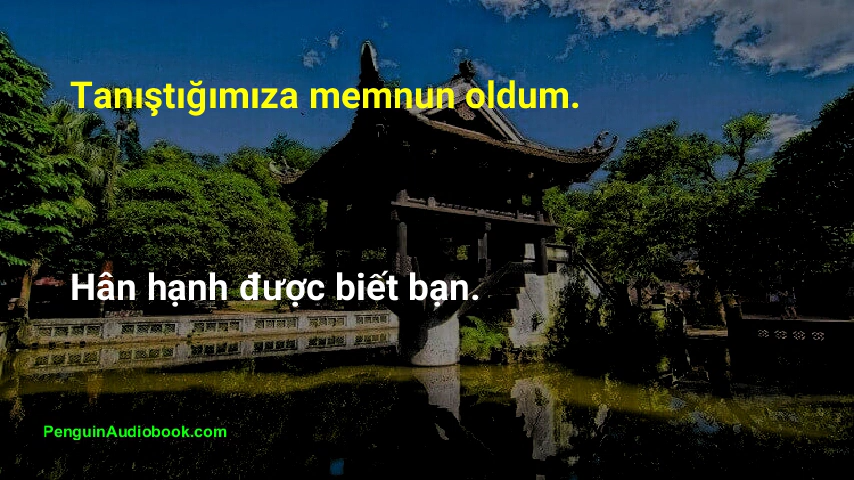 Tanıştığımıza memnun oldum.
Hân hạnh được biết bạn.
PenguinAudiobook.com